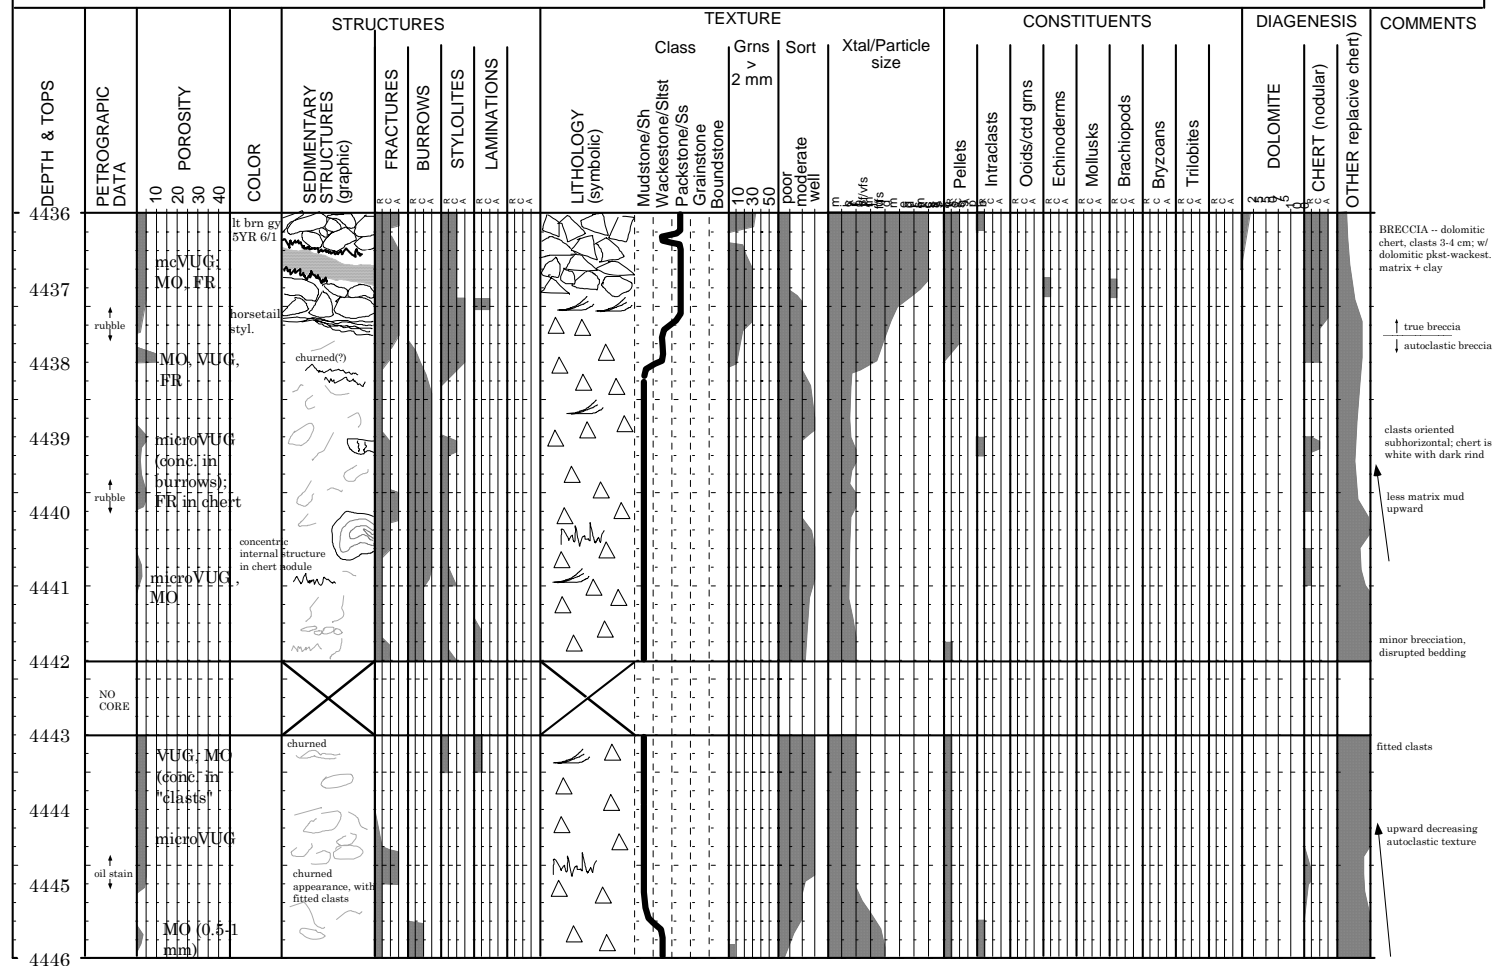 STRUCTURES
TEXTURE
CONSTITUENTS
DIAGENESIS
COMMENTS
Class
Grns
>
2 mm
Sort
Xtal/Particle
size
DEPTH & TOPS
PETROGRAPIC
DATA
POROSITY
10 20 30 40
COLOR
SEDIMENTARY
STRUCTURES
(graphic)
FRACTURES
BURROWS
STYLOLITES
LAMINATIONS
LITHOLOGY
(symbolic)
Mudstone/Sh
Wackestone/Sltst
Packstone/Ss
Grainstone
Boundstone
10
30
50
poor
moderate
well
Pellets
Intraclasts
Ooids/ctd grns
Echinoderms
Mollusks
Brachiopods
Bryzoans
Trilobites
DOLOMITE
CHERT (nodular)
OTHER replacive chert)
R C A
R C A
R C A
R C A
R C A
R C A
R C A
R C A
R C A
R C A
R C A
R C A
R C A
4436
lt brn gy
5YR 6/1
BRECCIA -- dolomitic
chert, clasts 3-4 cm; w/
dolomitic pkst-wackest.
matrix + clay
mcVUG;
MO, FR
4437
horsetail
styl.
rubble
true breccia
autoclastic breccia
4438
MO, VUG,
FR
churned(?)
4439
microVUG
(conc. in
burrows);
FR in chert
clasts oriented
subhorizontal; chert is
white with dark rind
rubble
less matrix mud
upward
4440
concentric
internal structure
in chert nodule
4441
microVUG ,
MO
minor brecciation,
disrupted bedding
4442
NO
CORE
4443
churned
fitted clasts
VUG, MO
(conc. in
"clasts"
4444
microVUG
upward decreasing
autoclastic texture
oil stain
4445
churned
appearance, with
fitted clasts
MO (0.5-1
mm)
4446